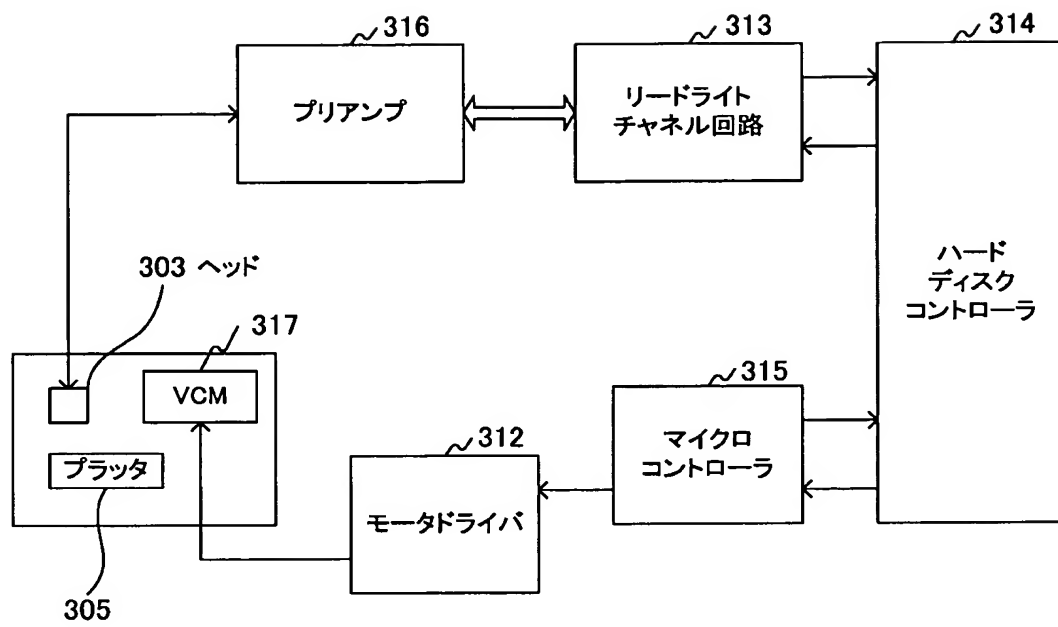 316
プリアンプ
313
リードライト
チャネル回路
314
ハード
ディスク
コントローラ
303 ヘッド
317
VCM
プラッタ
305
312
モータドライバ
315
マイクロ
コントローラ